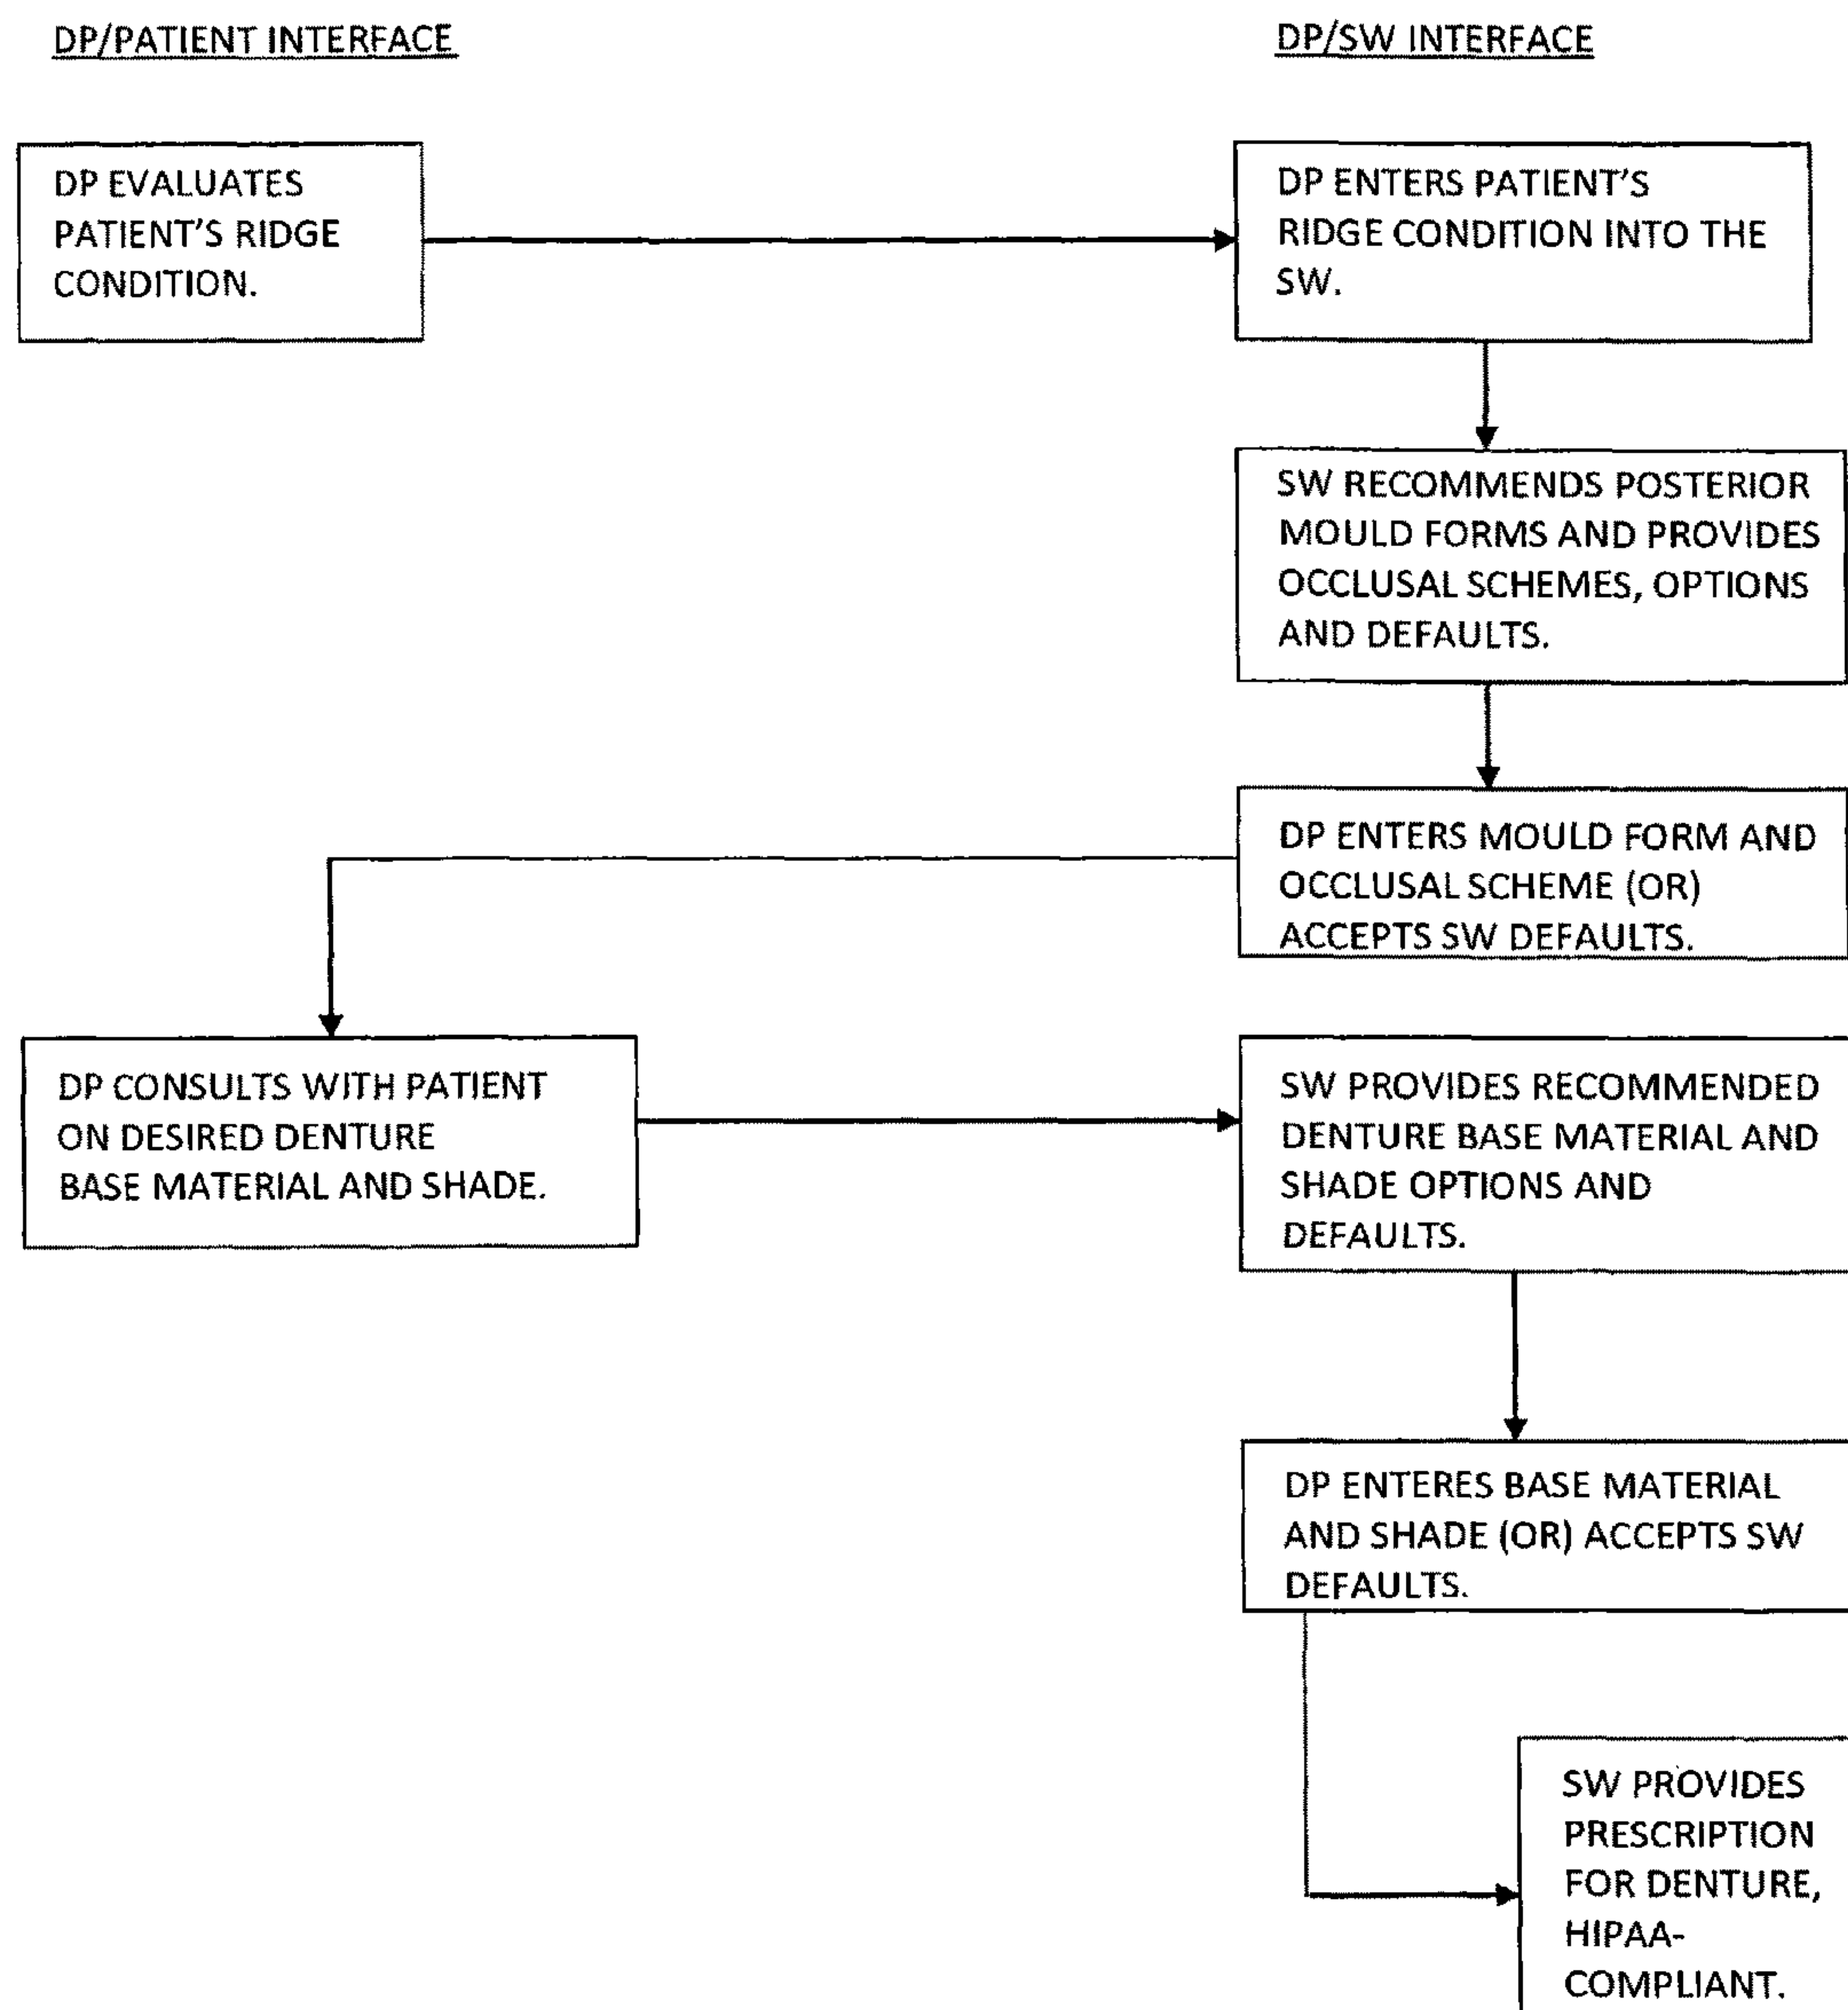 DP/PATIENT INTERFACE
DP/SW INTERFACE
DP EVALUATES
PATIENT'S RIDGE
CONDITION.
DP ENTERS PATIENT'S
RIDGE CONDITION INTO THE
SW.
SW RECOMMENDS POSTERIOR
MOULD FORMS AND PROVIDES
OCCLUSAL SCHEMES, OPTIONS
AND DEFAULTS.
DP ENTERS MOULD FORM AND
OCCLUSAL SCHEME (OR)
ACCEPTS SW DEFAULTS.
DP CONSULTS WITH PATIENT
ON DESIRED DENTURE
BASE MATERIAL AND SHADE.
SW PROVIDES RECOMMENDED
DENTURE BASE MATERIAL AND
SHADE OPTIONS AND
DEFAULTS.
DP ENTERES BASE MATERIAL
AND SHADE (OR) ACCEPTS SW
DEFAULTS.
SW PROVIDES
PRESCRIPTION
FOR DENTURE,
HIPAA-
COMPLIANT.